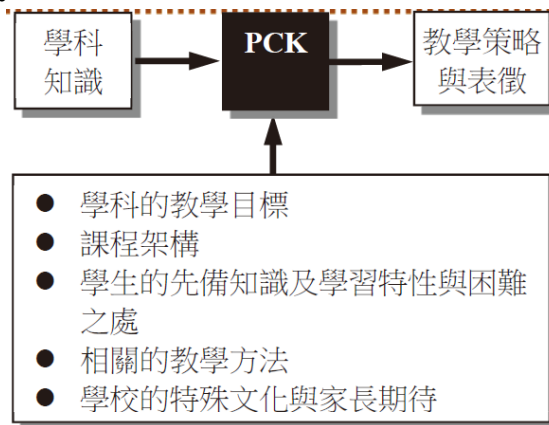 學科
知識
PCK
教學策略
與表徵
● 學科的教學目標
● 課程架構
● 學生的先備知識及學習特性與困難
之處
● 相關的教學方法
● 學校的特殊文化與家長期待